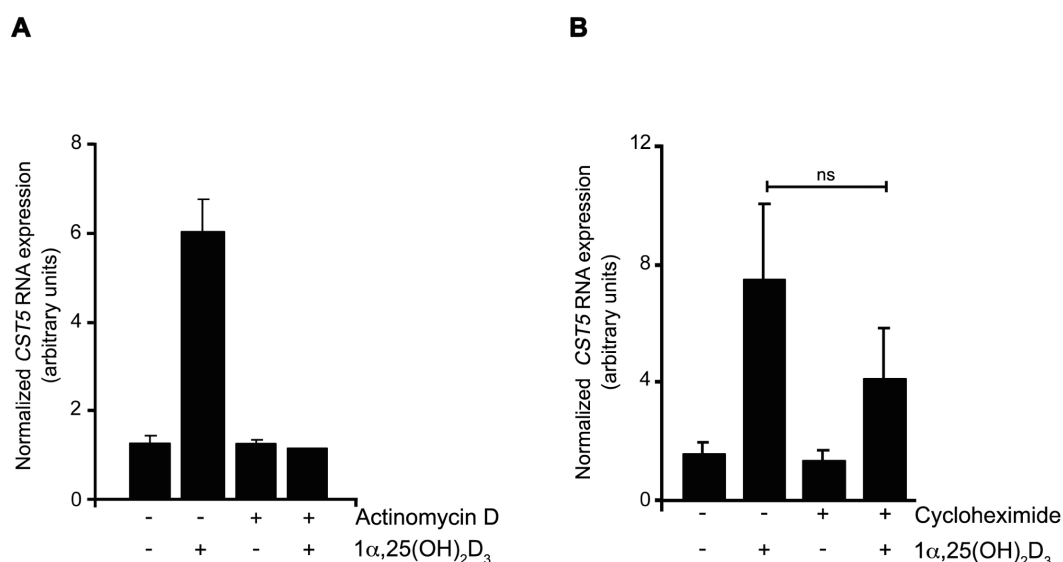 A
B
Normalized CST5 RNA expression
(arbitrary units)
8
6
4
2
0
- - + + Actinomycin D
- + - + 1α,25(OH)₂D₃
Normalized CST5 RNA expression
(arbitrary units)
12
8
4
0
ns
- - + + Cycloheximide
- + - + 1α,25(OH)₂D₃